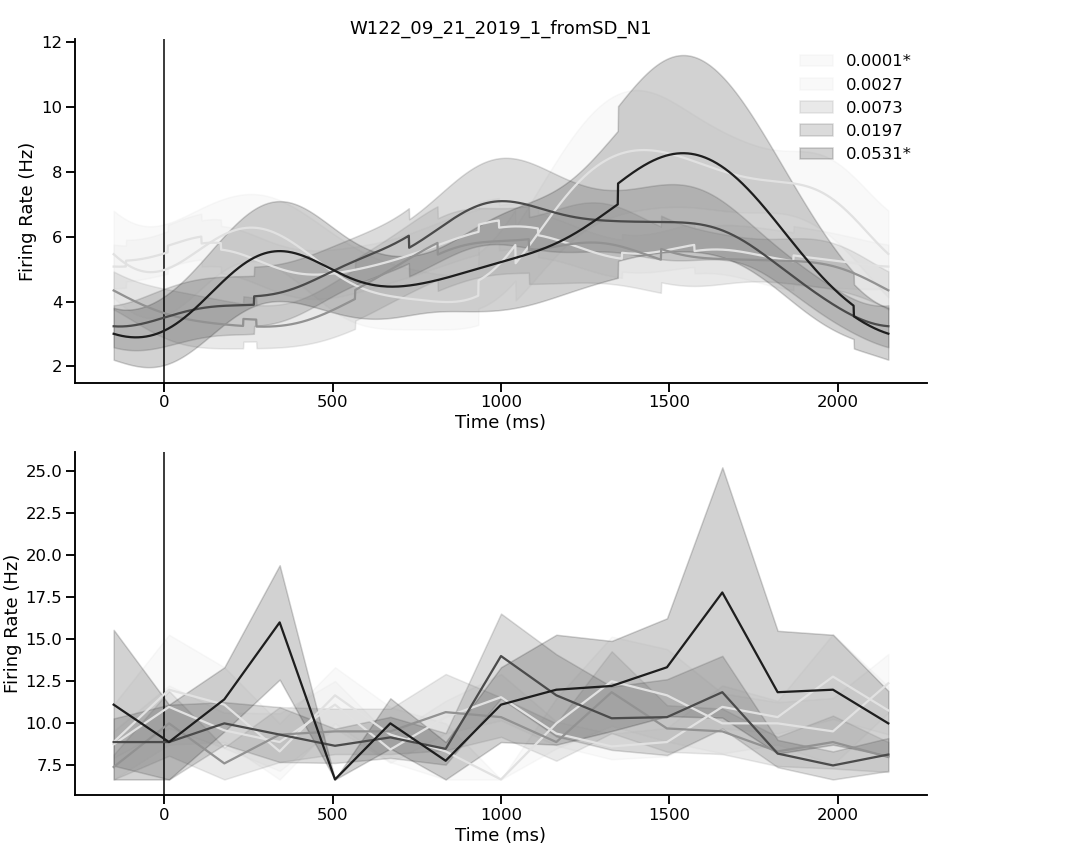 W122_09_21_2019_1_fromSD_N1
12
10
8
6
4
2
Firing Rate (Hz)
0.0001*
0.0027
0.0073
0.0197
0.0531*
0 500 1000 1500 2000
Time (ms)
25.0
22.5
20.0
17.5
15.0
12.5
10.0
7.5
Firing Rate (Hz)
0 500 1000 1500 2000
Time (ms)